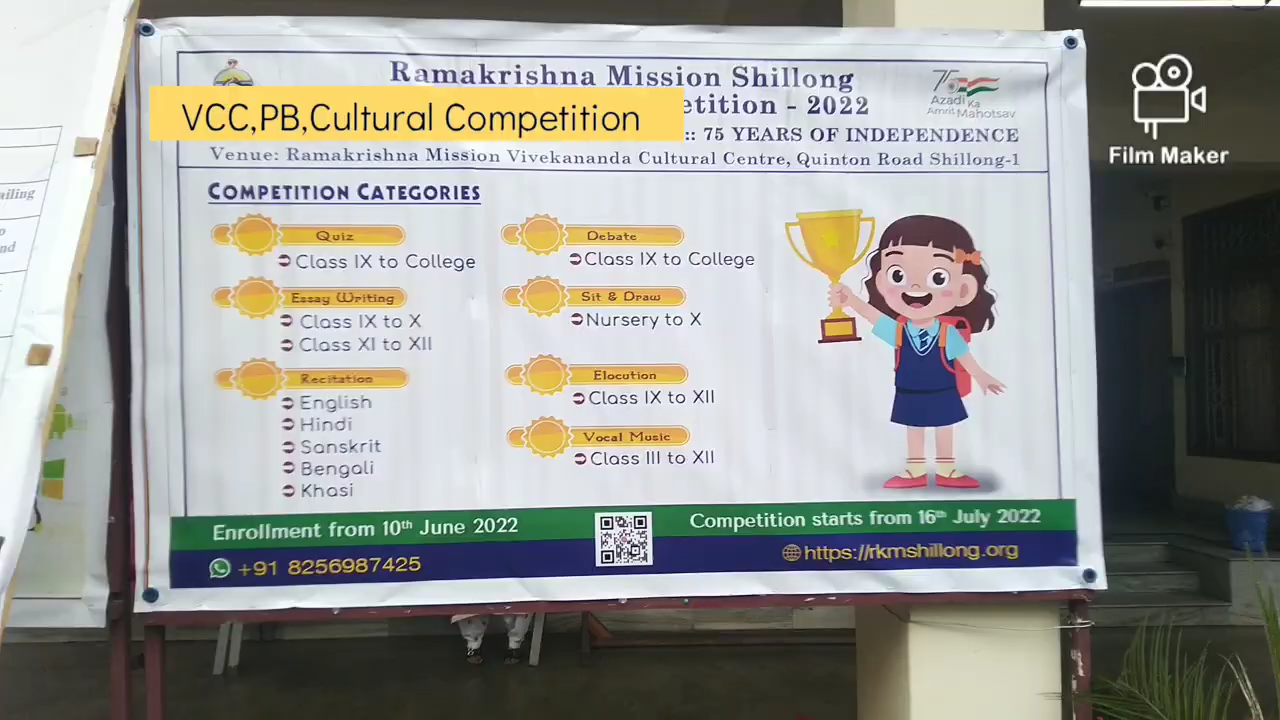 Ramakrishna Mission Shillong
VCC,PB,Cultural Competition
etition - 2022
:: 75 YEARS OF INDEPENDENCE
75
Azadi Ka
Amrit Mahotsav
Venue: Ramakrishna Mission Vivekananda Cultural Centre, Quinton Road Shillong-1
COMPETITION CATEGORIES
Quiz
Class IX to College
Essay Writing
Class IX to X
Class XI to XII
Recitation
English
Hindi
Sanskrit
Bengali
Khasi
Debate
Class IX to College
Sit & Draw
Nursery to X
Elocution
Class IX to XII
Vocal Music
Class III to XII
Enrollment from 10th June 2022
Competition starts from 16th July 2022
+91 8256987425
https://rkmshillong.org
Film Maker